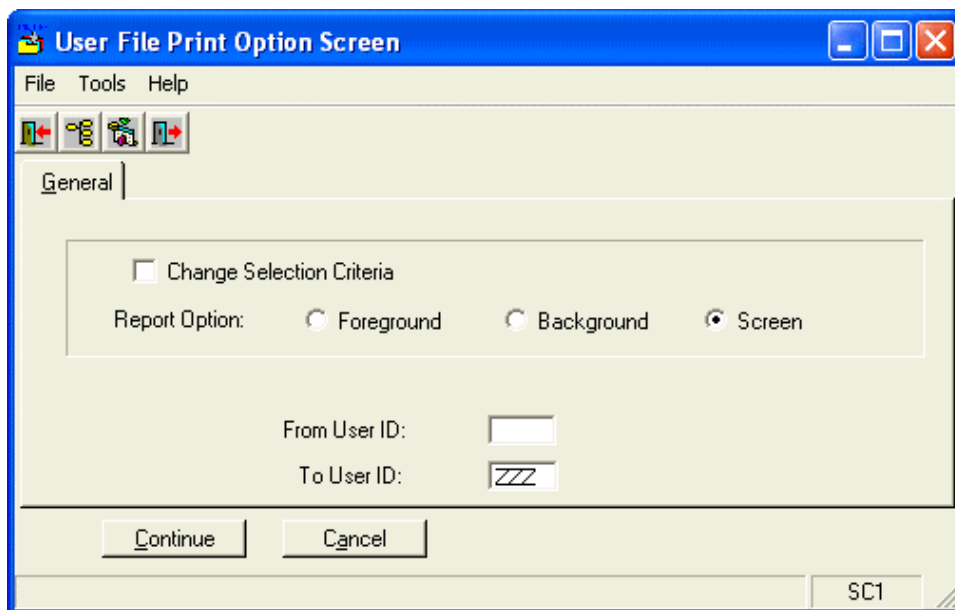 User File Print Option Screen
File Tools Help
General
Change Selection Criteria
Report Option: Foreground Background Screen
From User ID:
To User ID: ZZZ
Continue Cancel
SC1